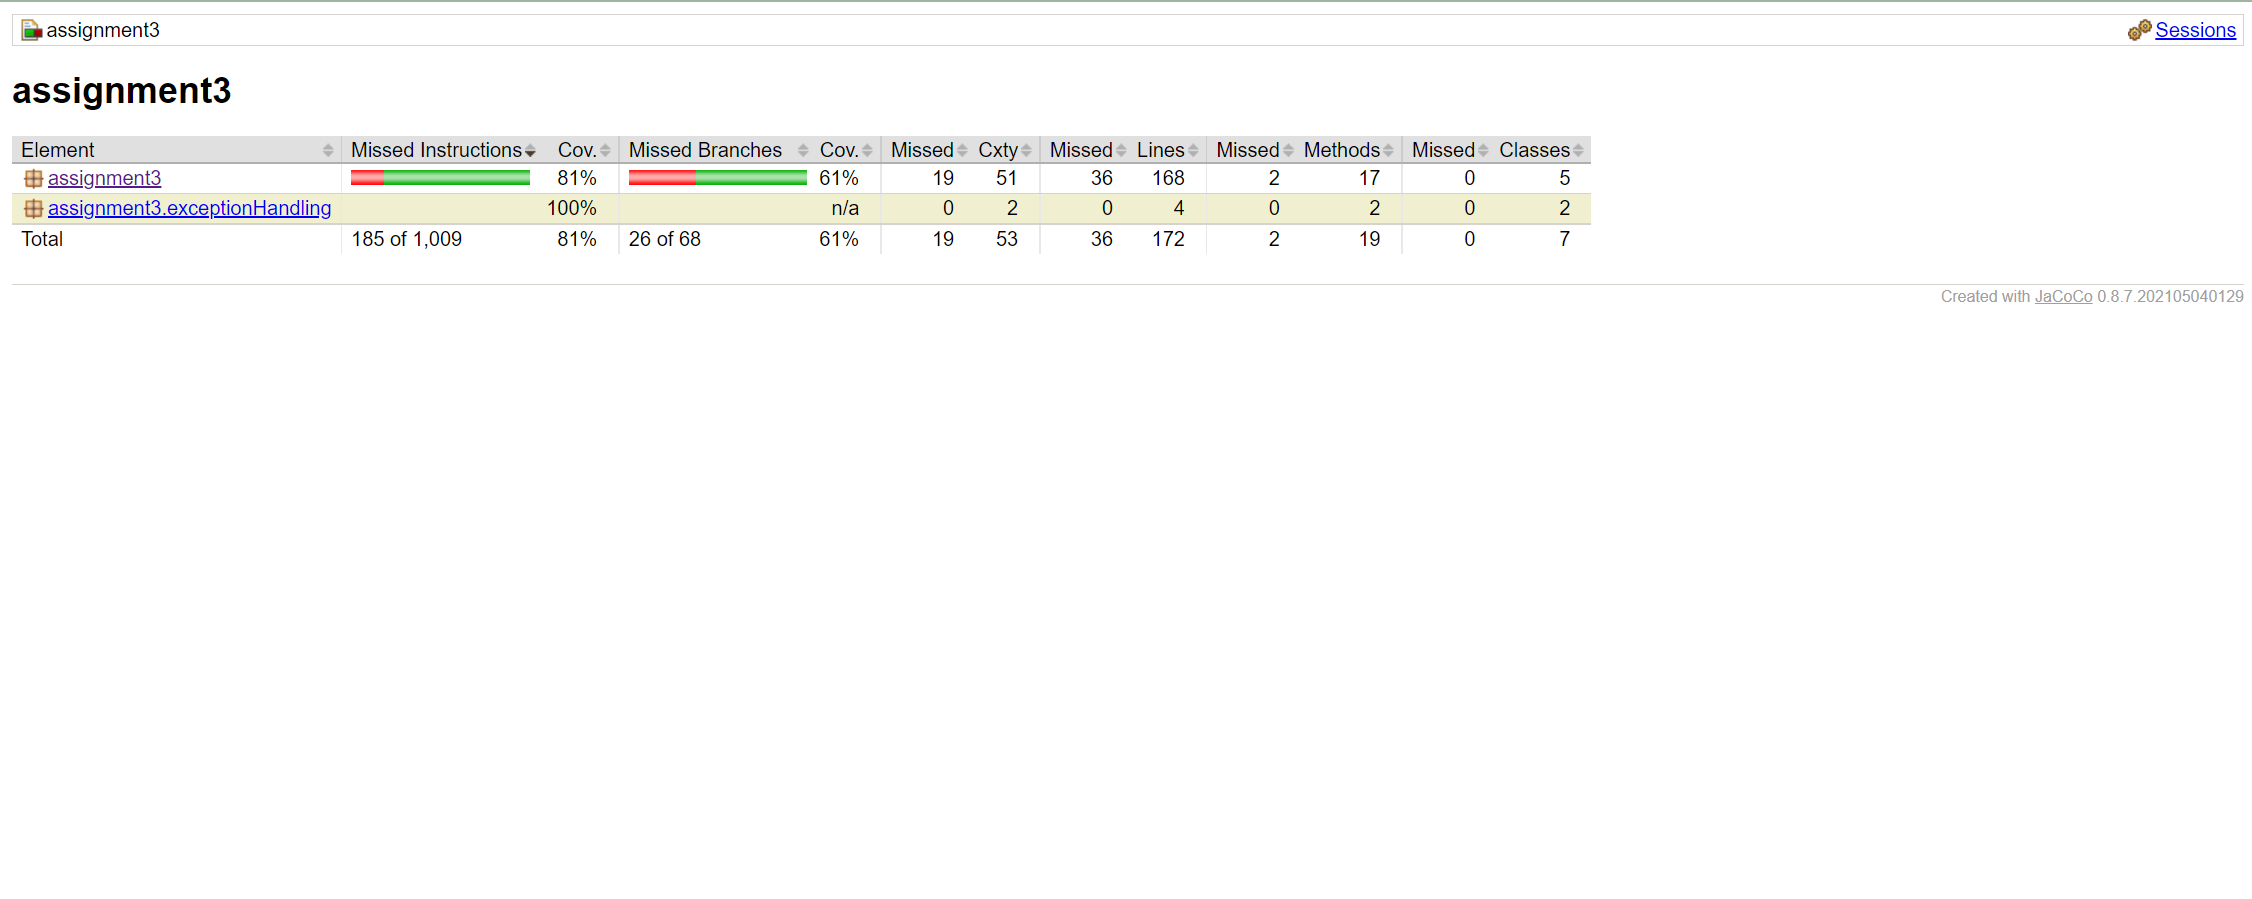 assignment3 Sessions
assignment3
Element Missed Instructions Cov. Missed Branches Cov. Missed Cxty Missed Lines Missed Methods Missed Classes
assignment3 81% 61% 19 51 36 168 2 17 0 5
assignment3.exceptionHandling 100% n/a 0 2 0 4 0 2 0 2
Total 185 of 1,009 81% 26 of 68 61% 19 53 36 172 2 19 0 7
Created with JaCoCo 0.8.7.202105040129